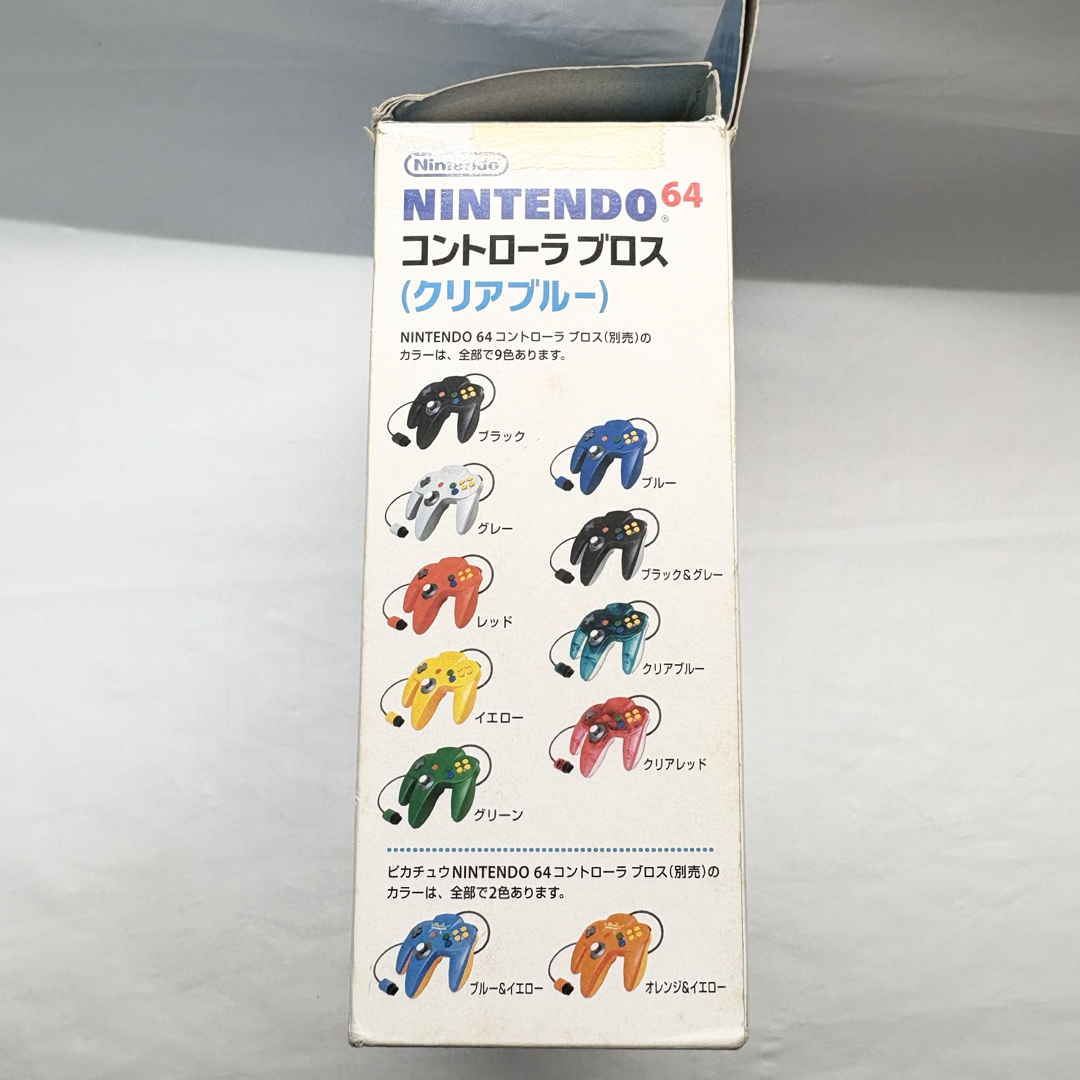 Nintendo
NINTENDO 64®
コントローラ ブロス
(クリアブルー)
NINTENDO 64 コントローラ ブロス(別売)の
カラーは、全部で9色あります。
ブラック
ブルー
グレー
ブラック&グレー
レッド
クリアブルー
イエロー
クリアレッド
グリーン
ピカチュウNINTENDO 64コントローラ ブロス(別売)の
カラーは、全部で2色あります。
ブルー&イエロー
オレンジ&イエロー